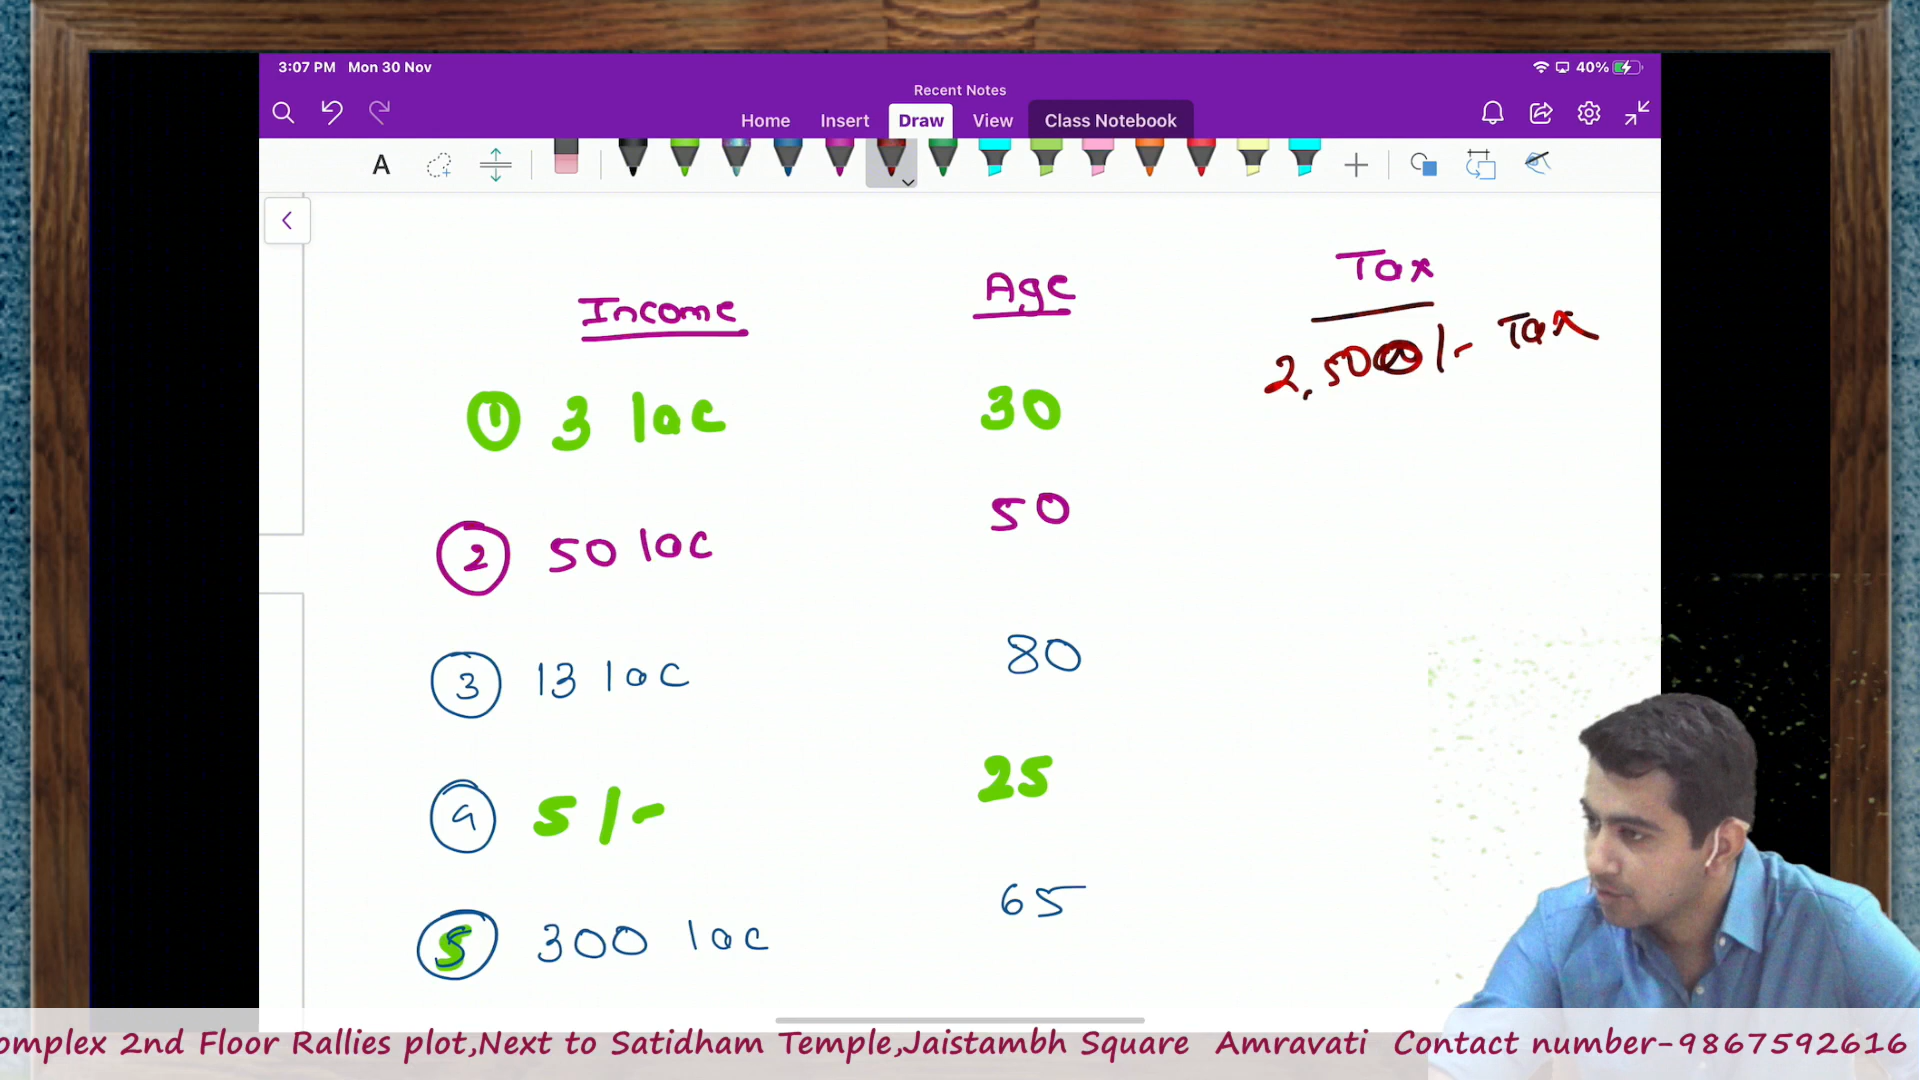 3:07 PM Mon 30 Nov
40%
Recent Notes
Home Insert Draw View Class Notebook
A
Income Age Tax
2,500/- Tax
① 3 lac 30
② 50 lac 50
③ 13 lac 80
④ 5/- 25
⑤ 300 lac 65
omplex 2nd Floor Rallies plot,Next to Satidham Temple,Jaistambh Square Amravati Contact number-9867592616